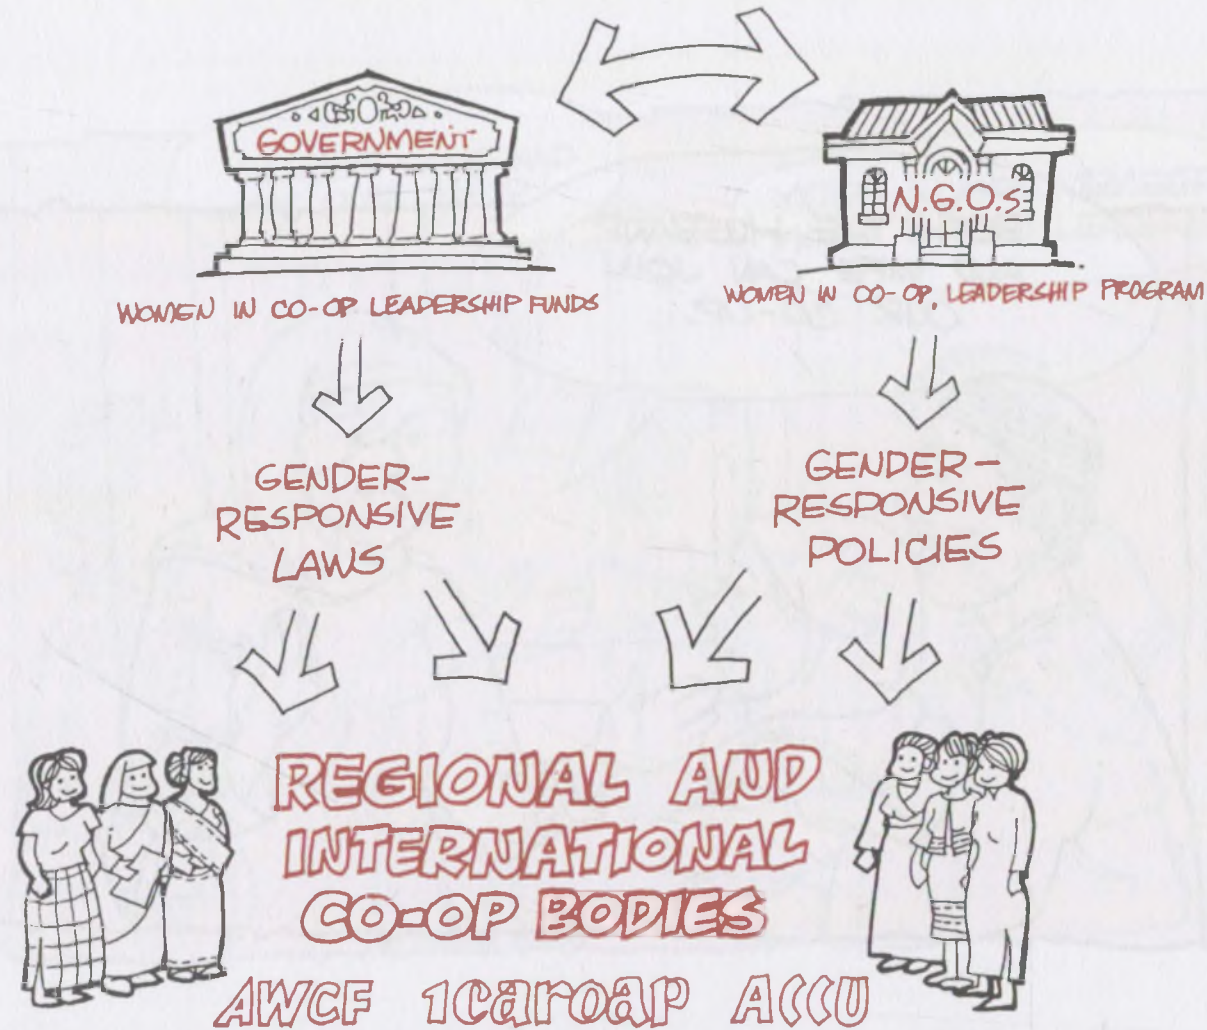 GOVERNMENT
N.G.O.s
WOMEN IN CO-OP LEADERSHIP FUNDS
WOMEN IN CO-OP. LEADERSHIP PROGRAM
GENDER-
RESPONSIVE
LAWS
GENDER-
RESPONSIVE
POLICIES
REGIONAL AND
INTERNATIONAL
CO-OP BODIES
AWCF 1caroap ACCU